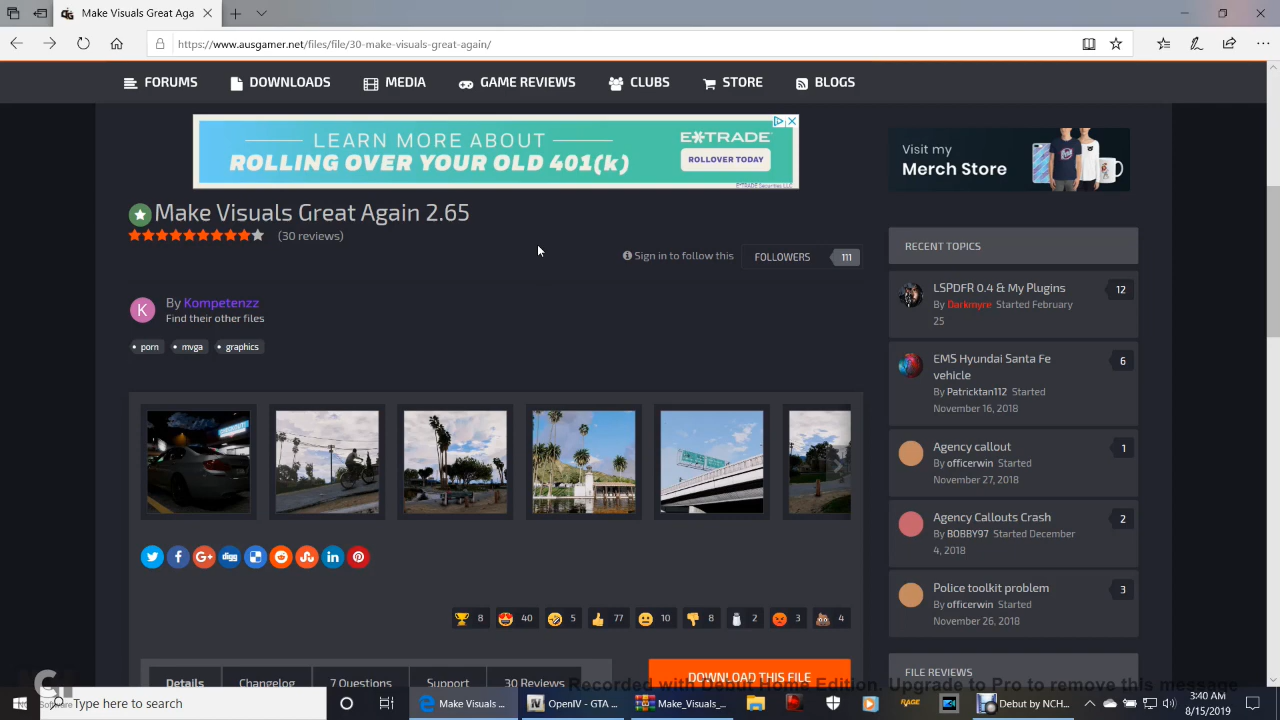 Make Visuals Great Aga
https://www.ausgamer.net/files/file/30-make-visuals-great-again/
FORUMS
DOWNLOADS
MEDIA
GAME REVIEWS
CLUBS
STORE
BLOGS
LEARN MORE ABOUT
ROLLING OVER YOUR OLD 401(k)
E*TRADE
ROLLOVER TODAY
E*TRADE Securities LLC
Visit my
Merch Store
Make Visuals Great Again 2.65
(30 reviews)
Sign in to follow this
FOLLOWERS
111
K
By Kompetenzz
Find their other files
porn
mvga
graphics
RECENT TOPICS
LSPDFR 0.4 & My Plugins
12
By Darkmyre Started February
25
EMS Hyundai Santa Fe
vehicle
6
By Patricktan112 Started
November 16, 2018
Agency callout
1
By officerwin Started
November 27, 2018
Agency Callouts Crash
2
By BOBBY97 Started December
4, 2018
Police toolkit problem
3
By officerwin Started
November 26, 2018
digg
8
40
5
77
10
8
2
3
4
Details
Changelog
7 Questions
Support
30 Reviews
DOWNLOAD THIS FILE
FILE REVIEWS
Recorded with Debut Home Edition. Upgrade to Pro to remove this message
Type here to search
Make Visuals ...
OpenIV - GTA ...
Make_Visuals_...
RAGE
Debut by NCH...
3:40 AM
8/15/2019